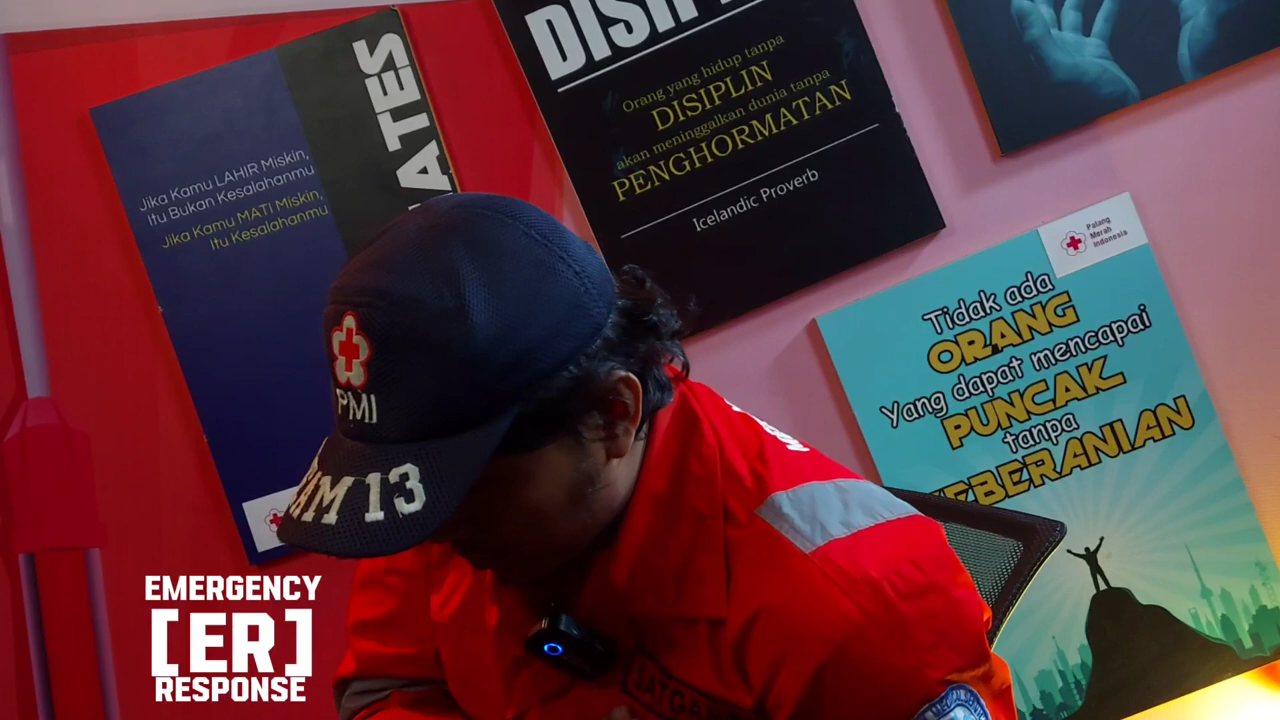 Jika Kamu LAHIR Miskin,
Itu Bukan Kesalahanmu
Jika Kamu MATI Miskin,
Itu Kesalahanmu
Orang yang hidup tanpa
DISIPLIN
akan meninggalkan dunia tanpa
PENGHORMATAN
Icelandic Proverb
Palang
Merah
Indonesia
Tidak ada
ORANG
Yang dapat mencapai
PUNCAK
tanpa
PMI
13
EMERGENCY
[ER]
RESPONSE